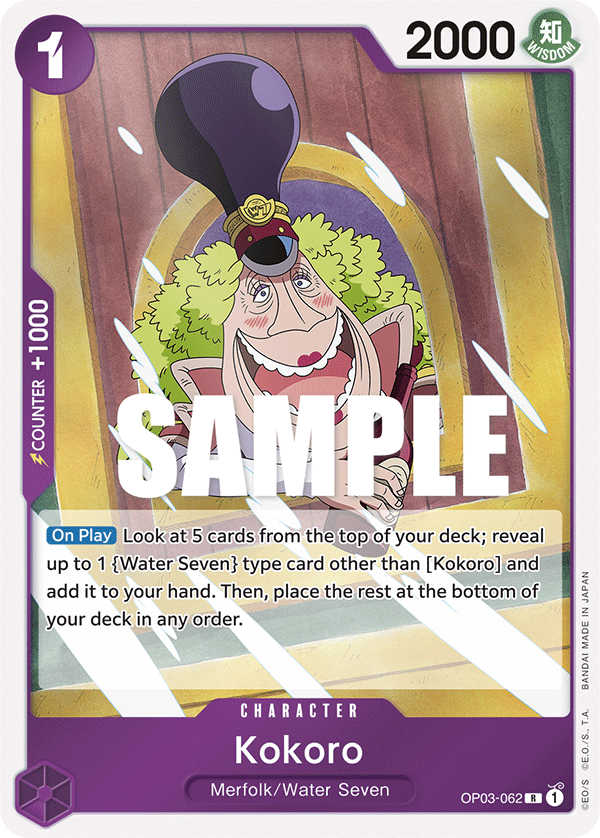 1
2000
知
WISDOM
COUNTER +1000
W7
SAMPLE
On Play Look at 5 cards from the top of your deck; reveal
up to 1 {Water Seven} type card other than [Kokoro] and
add it to your hand. Then, place the rest at the bottom of
your deck in any order.
CHARACTER
Kokoro
Merfolk/Water Seven
OP03-062 R 1
©EO/S ©E.O./S., T.A. BANDAI MADE IN JAPAN